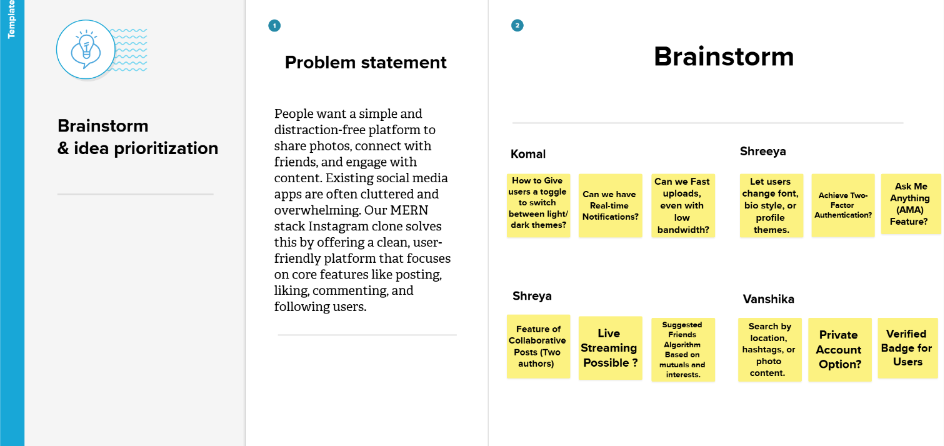 Template
Brainstorm
& idea prioritization
1
Problem statement
People want a simple and
distraction-free platform to
share photos, connect with
friends, and engage with
content. Existing social media
apps are often cluttered and
overwhelming. Our MERN
stack Instagram clone solves
this by offering a clean, user-
friendly platform that focuses
on core features like posting,
liking, commenting, and
following users.
2
Brainstorm
Komal
How to Give
users a toggle
to switch
between light/
dark themes?
Can we have
Real-time
Notifications?
Can we Fast
uploads,
even with
low
bandwidth?
Shreeya
Let users
change font,
bio style, or
profile
themes.
Achieve Two-
Factor
Authentication?
Ask Me
Anything
(AMA)
Feature?
Shreya
Feature of
Collaborative
Posts (Two
authors)
Live
Streaming
Possible ?
Suggested
Friends
Algorithm
Based on
mutuals and
interests.
Vanshika
Search by
location,
hashtags, or
photo
content.
Private
Account
Option?
Verified
Badge for
Users